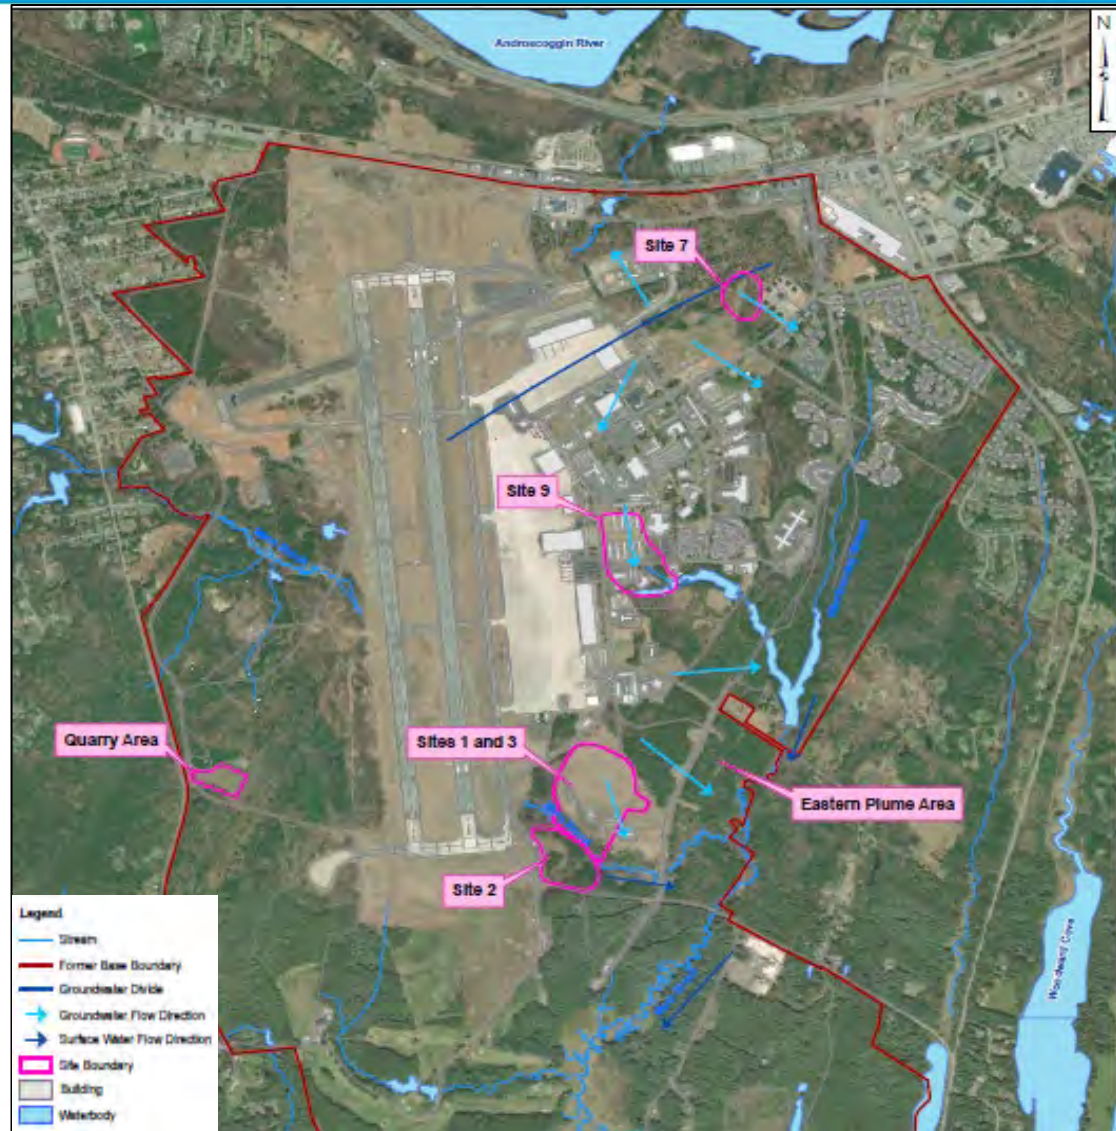 Androscoggin River
N
Site 7
Site 9
Quarry Area
Sites 1 and 3
Eastern Plume Area
Site 2
Woodward Cove
Legend
Stream
Former Base Boundary
Groundwater Divide
Groundwater Flow Direction
Surface Water Flow Direction
Site Boundary
Building
Waterbody